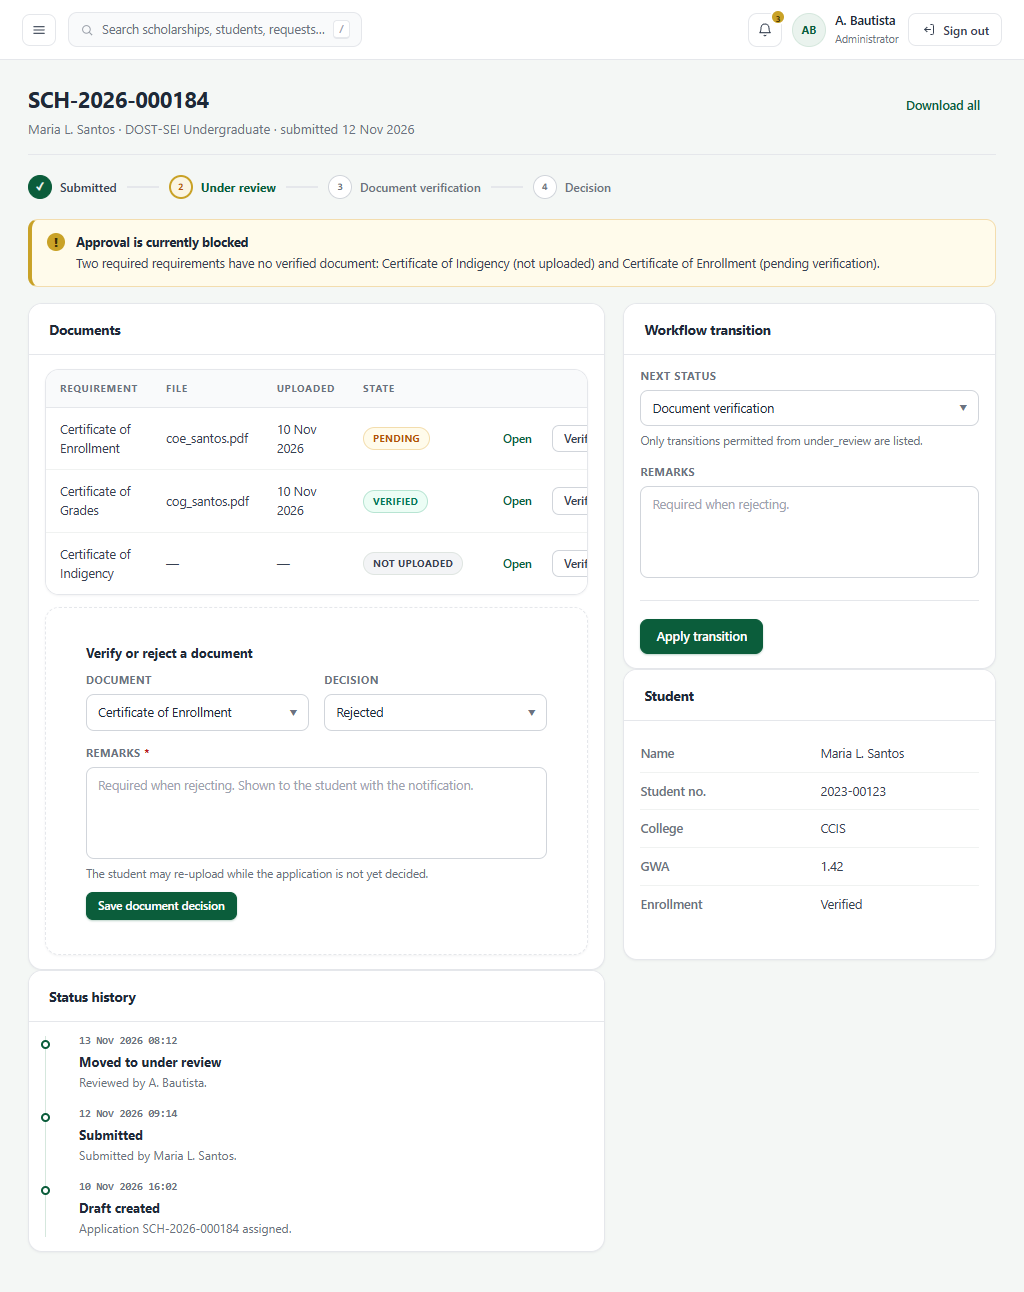 Search scholarships, students, requests... /
3
AB
A. Bautista
Administrator
Sign out
SCH-2026-000184
Maria L. Santos · DOST-SEI Undergraduate · submitted 12 Nov 2026
Download all
Submitted
2 Under review
3 Document verification
4 Decision
! Approval is currently blocked
Two required requirements have no verified document: Certificate of Indigency (not uploaded) and Certificate of Enrollment (pending verification).
Documents
REQUIREMENT FILE UPLOADED STATE
Certificate of Enrollment coe_santos.pdf 10 Nov 2026 PENDING Open Verif
Certificate of Grades cog_santos.pdf 10 Nov 2026 VERIFIED Open Verif
Certificate of Indigency — — NOT UPLOADED Open Verif
Verify or reject a document
DOCUMENT DECISION
Certificate of Enrollment Rejected
REMARKS *
Required when rejecting. Shown to the student with the notification.
The student may re-upload while the application is not yet decided.
Save document decision
Status history
13 Nov 2026 08:12
Moved to under review
Reviewed by A. Bautista.
12 Nov 2026 09:14
Submitted
Submitted by Maria L. Santos.
10 Nov 2026 16:02
Draft created
Application SCH-2026-000184 assigned.
Workflow transition
NEXT STATUS
Document verification
Only transitions permitted from under_review are listed.
REMARKS
Required when rejecting.
Apply transition
Student
Name Maria L. Santos
Student no. 2023-00123
College CCIS
GWA 1.42
Enrollment Verified